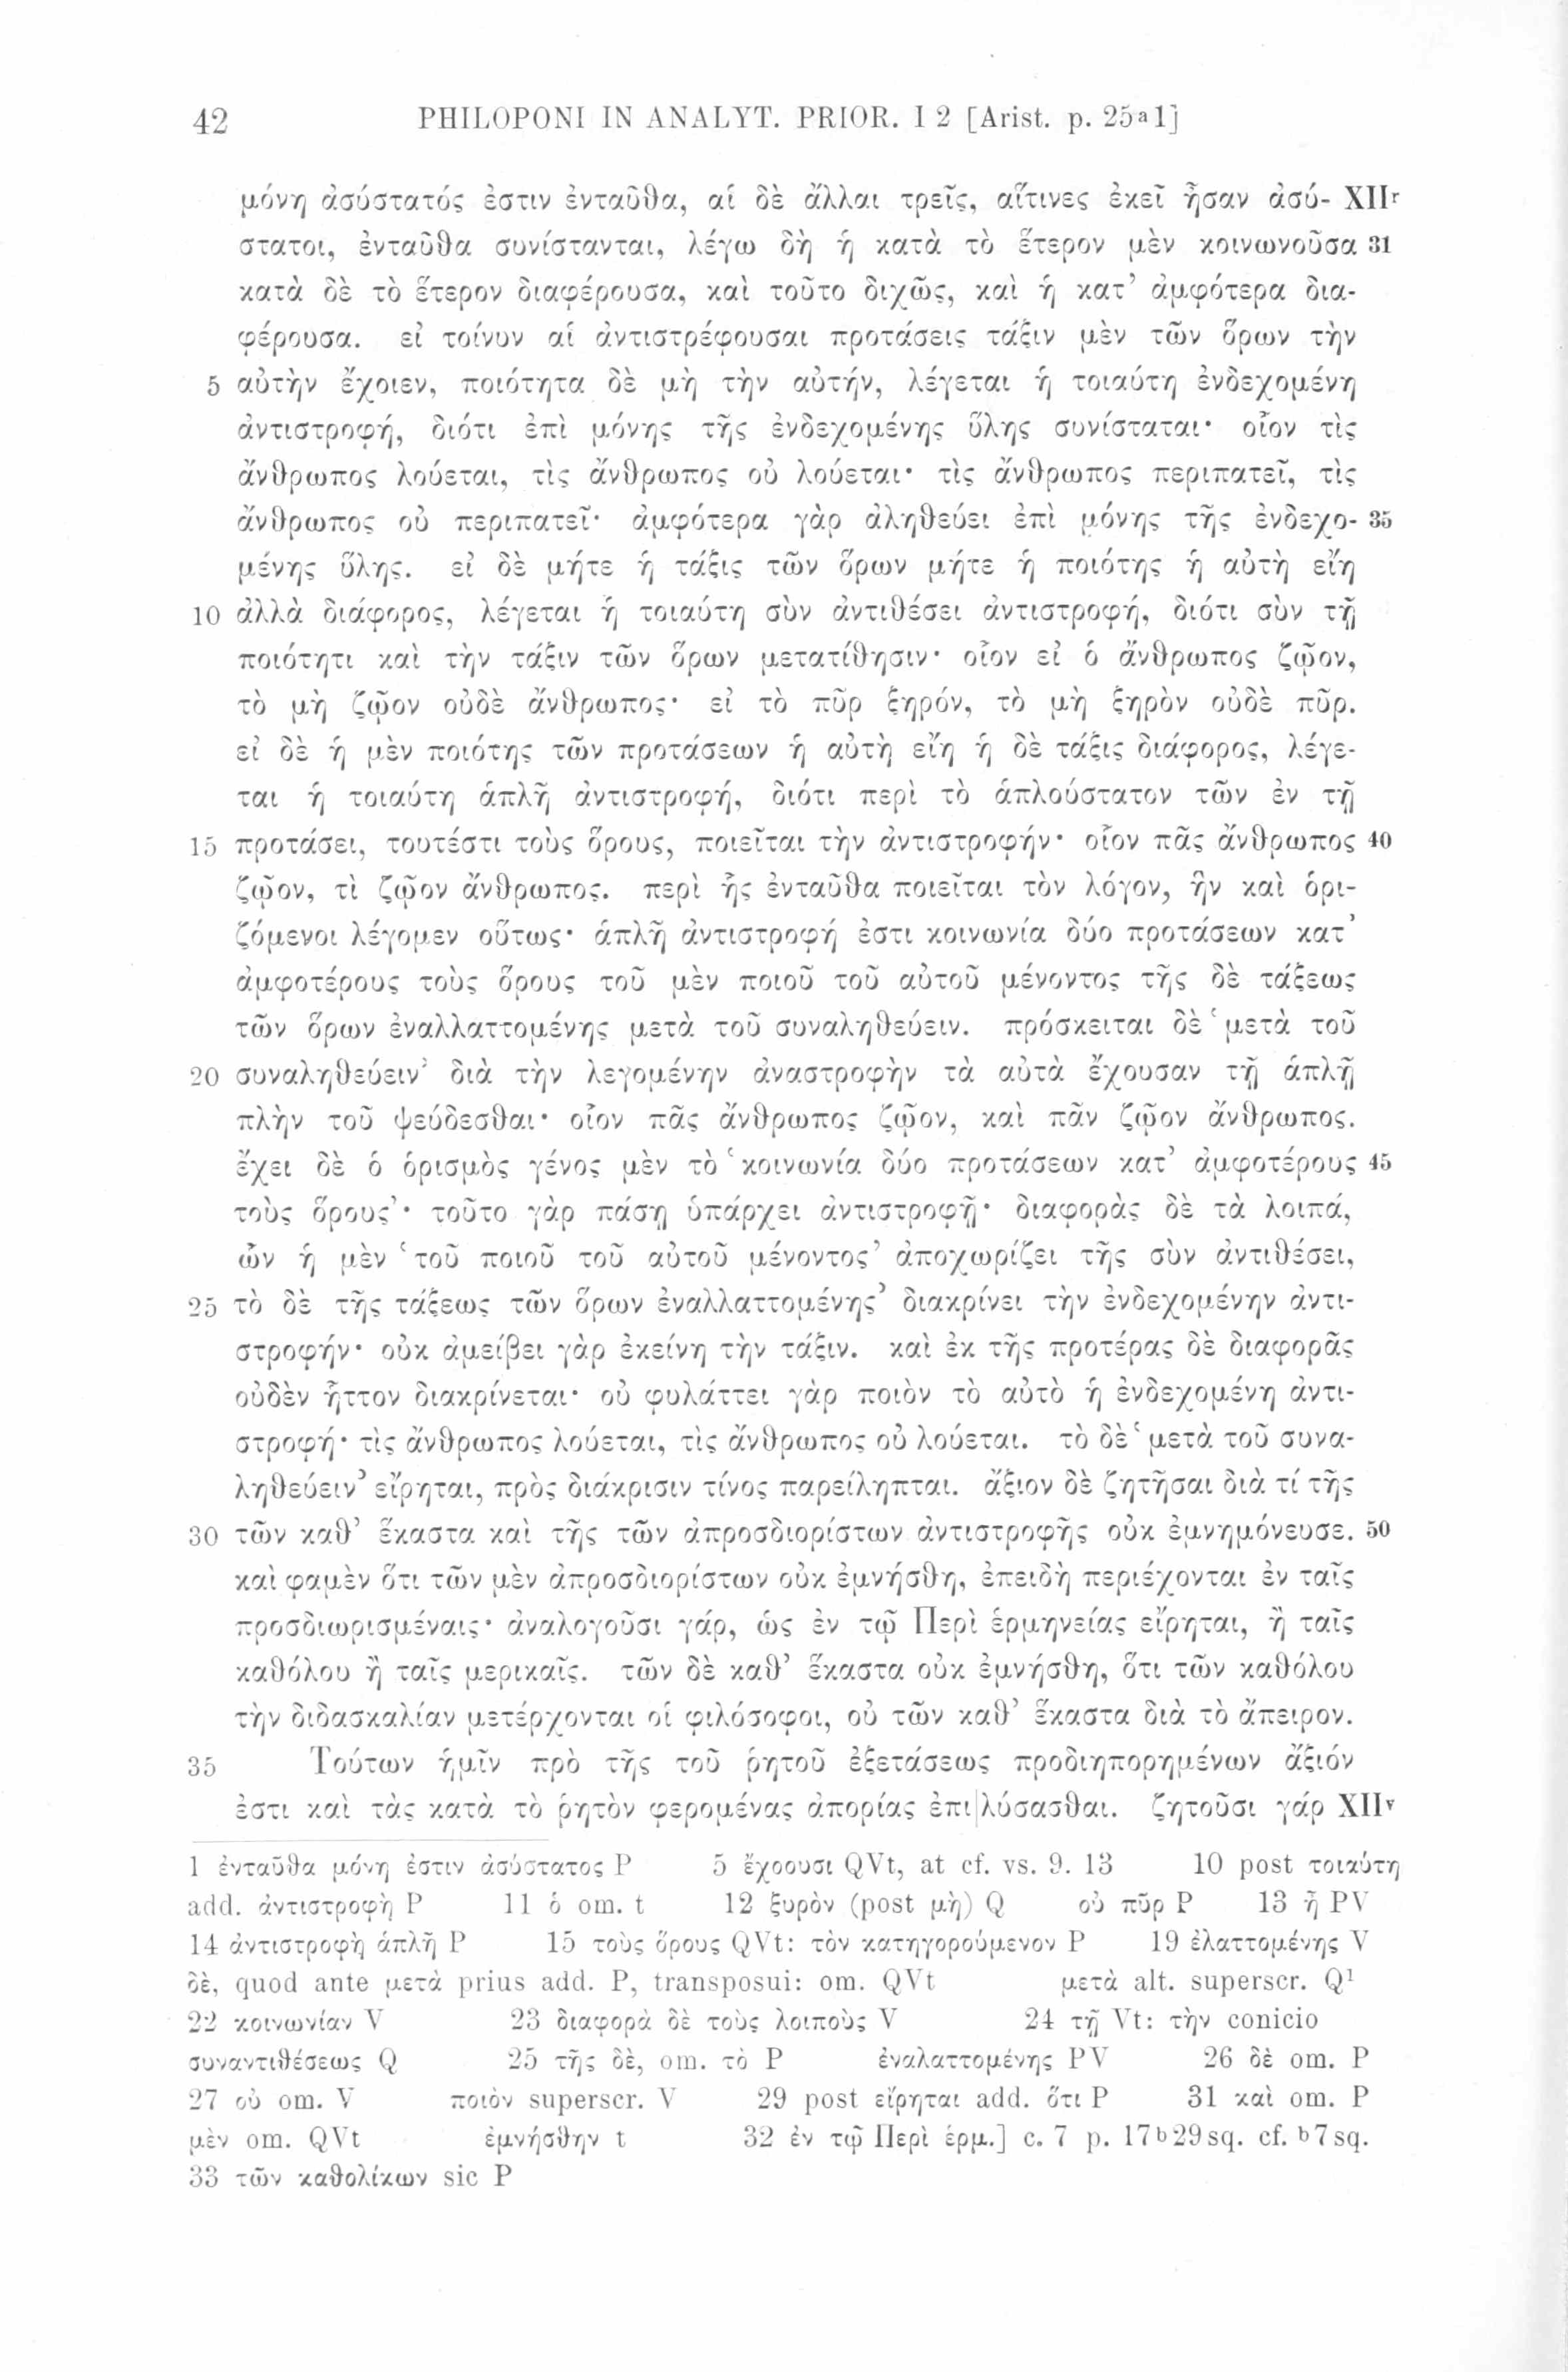 42 PHILOPONI IN ANALYT. PRIOR. I 2 [Arist. p. 25a1]
μόνη ἀσύστατός ἐστιν ἐνταῦθα, αἱ δὲ ἄλλαι τρεῖς, αἵτινες ἐκεῖ ἦσαν ἀσύ- XIIr
στατοι, ἐνταῦθα συνίστανται, λέγω δὴ ἡ κατὰ τὸ ἕτερον μὲν κοινωνοῦσα 31
κατὰ δὲ τὸ ἕτερον διαφέρουσα, καὶ τοῦτο διχῶς, καὶ ἡ κατ’ ἀμφότερα δια-
φέρουσα. εἰ τοίνυν αἱ ἀντιστρέφουσαι προτάσεις τάξιν μὲν τῶν ὅρων τὴν
5 αὐτὴν ἔχοιεν, ποιότητα δὲ μὴ τὴν αὐτήν, λέγεται ἡ τοιαύτη ἐνδεχομένη
ἀντιστροφή, διότι ἐπὶ μόνης τῆς ἐνδεχομένης ὕλης συνίσταται· οἷον τὶς
ἄνθρωπος λούεται, τὶς ἄνθρωπος οὐ λούεται· τὶς ἄνθρωπος περιπατεῖ, τὶς
ἄνθρωπος οὐ περιπατεῖ· ἀμφότερα γὰρ ἀληθεύει ἐπὶ μόνης τῆς ἐνδεχο- 35
μένης ὕλης. εἰ δὲ μήτε ἡ τάξις τῶν ὅρων μήτε ἡ ποιότης ἡ αὐτὴ εἴη
10 ἀλλὰ διάφορος, λέγεται ἡ τοιαύτη σὺν ἀντιθέσει ἀντιστροφή, διότι σὺν τῇ
ποιότητι καὶ τὴν τάξιν τῶν ὅρων μετατίθησιν· οἷον εἰ ὁ ἄνθρωπος ζῷον,
τὸ μὴ ζῷον οὐδὲ ἄνθρωπος· εἰ τὸ πῦρ ξηρόν, τὸ μὴ ξηρὸν οὐδὲ πῦρ.
εἰ δὲ ἡ μὲν ποιότης τῶν προτάσεων ἡ αὐτὴ εἴη ἡ δὲ τάξις διάφορος, λέγε-
ται ἡ τοιαύτη ἁπλῆ ἀντιστροφή, διότι περὶ τὸ ἁπλούστατον τῶν ἐν τῇ
15 προτάσει, τουτέστι τοὺς ὅρους, ποιεῖται τὴν ἀντιστροφήν· οἷον πᾶς ἄνθρωπος 40
ζῷον, τὶ ζῷον ἄνθρωπος. περὶ ἧς ἐνταῦθα ποιεῖται τὸν λόγον, ἣν καὶ ὁρι-
ζόμενοι λέγομεν οὕτως· ἁπλῆ ἀντιστροφή ἐστι κοινωνία δύο προτάσεων κατ’
ἀμφοτέρους τοὺς ὅρους τοῦ μὲν ποιοῦ τοῦ αὐτοῦ μένοντος τῆς δὲ τάξεως
τῶν ὅρων ἐναλλαττομένης μετὰ τοῦ συναληθεύειν. πρόσκειται δὲ ‘μετὰ τοῦ
20 συναληθεύειν’ διὰ τὴν λεγομένην ἀναστροφὴν τὰ αὐτὰ ἔχουσαν τῇ ἁπλῇ
πλὴν τοῦ ψεύδεσθαι· οἷον πᾶς ἄνθρωπος ζῷον, καὶ πᾶν ζῷον ἄνθρωπος.
ἔχει δὲ ὁ ὁρισμὸς γένος μὲν τὸ ‘κοινωνία δύο προτάσεων κατ’ ἀμφοτέρους 45
τοὺς ὅρους’· τοῦτο γὰρ πάσῃ ὑπάρχει ἀντιστροφῇ· διαφορὰς δὲ τὰ λοιπά,
ὧν ἡ μὲν ‘τοῦ ποιοῦ τοῦ αὐτοῦ μένοντος’ ἀποχωρίζει τῆς σὺν ἀντιθέσει,
25 τὸ δὲ τῆς τάξεως τῶν ὅρων ἐναλλαττομένης’ διακρίνει τὴν ἐνδεχομένην ἀντι-
στροφήν· οὐκ ἀμείβει γὰρ ἐκείνη τὴν τάξιν. καὶ ἐκ τῆς προτέρας δὲ διαφορᾶς
οὐδὲν ἧττον διακρίνεται· οὐ φυλάττει γὰρ ποιὸν τὸ αὐτὸ ἡ ἐνδεχομένη ἀντι-
στροφή· τὶς ἄνθρωπος λούεται, τὶς ἄνθρωπος οὐ λούεται. τὸ δὲ ‘μετὰ τοῦ συνα-
ληθεύειν’ εἴρηται, πρὸς διάκρισιν τίνος παρείληπται. ἄξιον δὲ ζητῆσαι διὰ τί τῆς
30 τῶν καθ’ ἕκαστα καὶ τῆς τῶν ἀπροσδιορίστων ἀντιστροφῆς οὐκ ἐμνημόνευσε. 50
καὶ φαμὲν ὅτι τῶν μὲν ἀπροσδιορίστων οὐκ ἐμνήσθη, ἐπειδὴ περιέχονται ἐν ταῖς
προσδιωρισμέναις· ἀναλογοῦσι γάρ, ὡς ἐν τῷ Περὶ ἑρμηνείας εἴρηται, ἢ ταῖς
καθόλου ἢ ταῖς μερικαῖς. τῶν δὲ καθ’ ἕκαστα οὐκ ἐμνήσθη, ὅτι τῶν καθόλου
τὴν διδασκαλίαν μετέρχονται οἱ φιλόσοφοι, οὐ τῶν καθ’ ἕκαστα διὰ τὸ ἄπειρον.
35 Τούτων ἡμῖν πρὸ τῆς τοῦ ῥητοῦ ἐξετάσεως προδιηπορημένων ἄξιόν
ἐστι καὶ τὰς κατὰ τὸ ῥητὸν φερομένας ἀπορίας ἐπι|λύσασθαι. ζητοῦσι γάρ XIIv
1 ἐνταῦθα μόνη ἐστιν ἀσύστατος P 5 ἔχοουσι QVt, at cf. vs. 9. 13 10 post τοιαύτη
add. ἀντιστροφὴ P 11 ὁ om. t 12 ξυρὸν (post μὴ) Q οὐ πῦρ P 13 ᾖ PV
14 ἀντιστροφὴ ἁπλῆ P 15 τοὺς ὅρους QVt: τὸν κατηγορούμενον P 19 ἐλαττομένης V
δὲ, quod ante μετὰ prius add. P, transposui: om. QVt μετὰ alt. superscr. Q1
22 κοινωνίαν V 23 διαφορὰ δὲ τοὺς λοιποὺς V 24 τῇ Vt: τὴν conicio
συναντιθέσεως Q 25 τῆς δὲ, om. τὸ P ἐναλαττομένης PV 26 δὲ om. P
27 οὐ om. V ποιὸν superscr. V 29 post εἴρηται add. ὅτι P 31 καὶ om. P
μὲν om. QVt ἐμνήσθην t 32 ἐν τῷ Περὶ ἑρμ.] c. 7 p. 17b29sq. cf. b7sq.
33 τῶν καθολίκων sic P